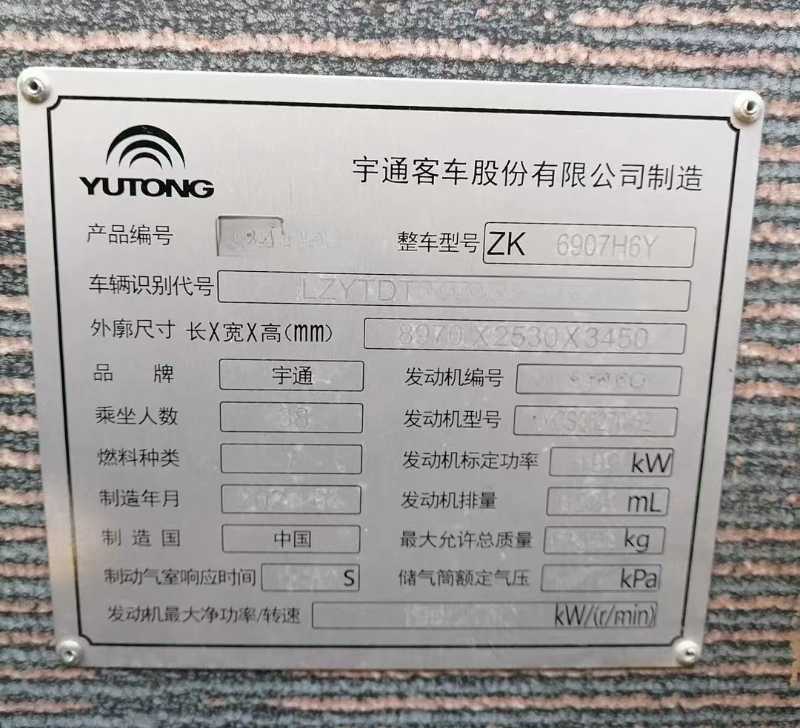 YUTONG
宇通客车股份有限公司制造
产品编号 整车型号 ZK 6907H6Y
车辆识别代号 LZYTDT
外廓尺寸 长X宽X高(mm) 8970X2530X3450
品牌 宇通 发动机编号
乘坐人数 38 发动机型号
燃料种类 发动机标定功率 kW
制造年月 发动机排量 mL
制造国 中国 最大允许总质量 kg
制动气室响应时间 S 储气筒额定气压 kPa
发动机最大净功率/转速 kW/(r/min)